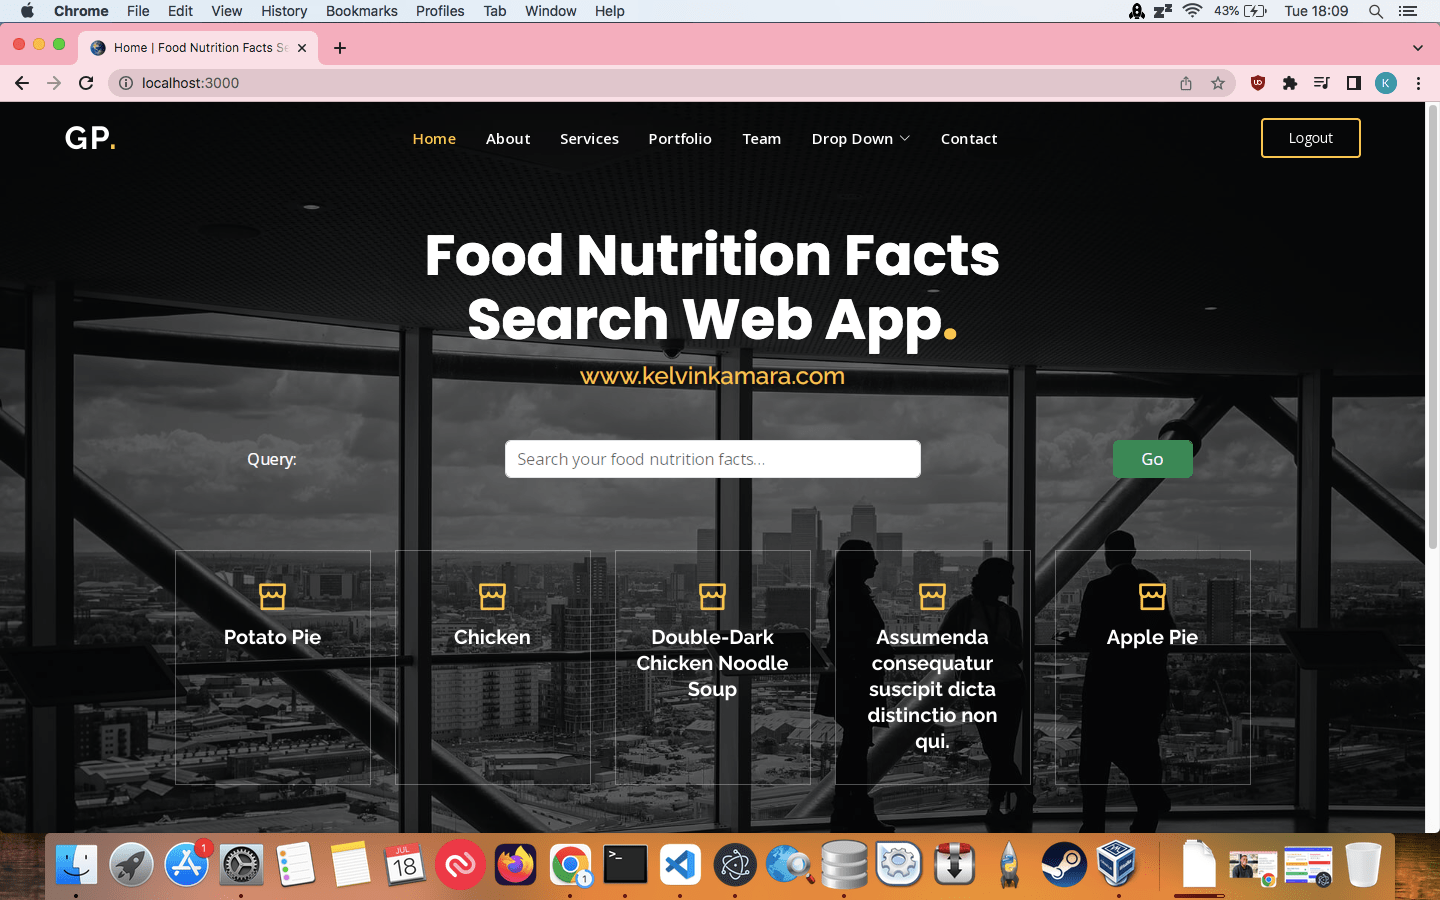 Chrome File Edit View History Bookmarks Profiles Tab Window Help 43% Tue 18:09
Home | Food Nutrition Facts Se
localhost:3000
K
GP.
Home About Services Portfolio Team Drop Down Contact
Logout
Food Nutrition Facts
Search Web App.
www.kelvinkamara.com
Query:
Search your food nutrition facts...
Go
Potato Pie
Chicken
Double-Dark
Chicken Noodle
Soup
Assumenda
consequatur
suscipit dicta
distinctio non
qui.
Apple Pie
1
JUL
18
1
>_